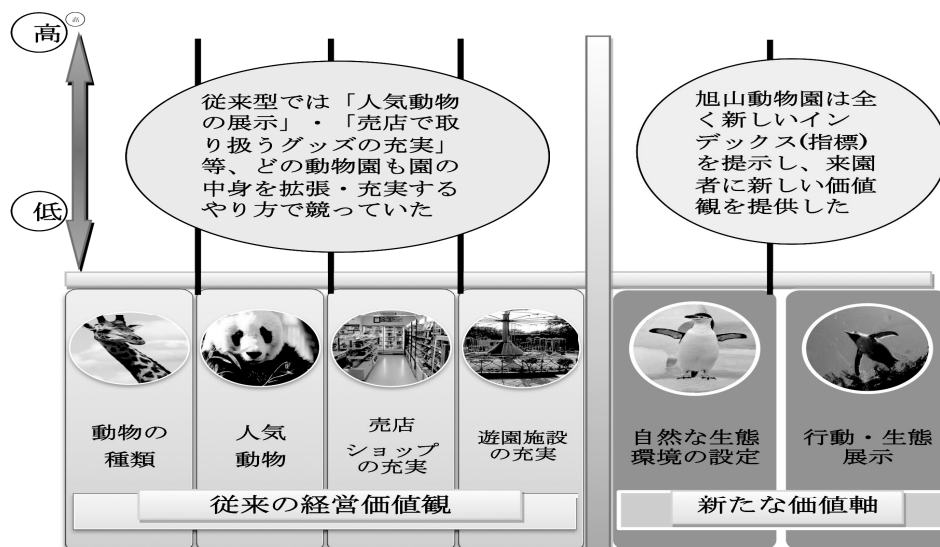 高
高
低
従来型では「人気動物
の展示」・「売店で取
り扱うグッズの充実」
等、どの動物園も園の
中身を拡張・充実する
やり方で競っていた
旭山動物園は全
く新しいイン
デックス(指標)
を提示し、来園
者に新しい価値
観を提供した
動物の
種類
人気
動物
売店
ショップ
の充実
遊園施設
の充実
自然な生態
環境の設定
行動・生態
展示
従来の経営価値観
新たな価値軸